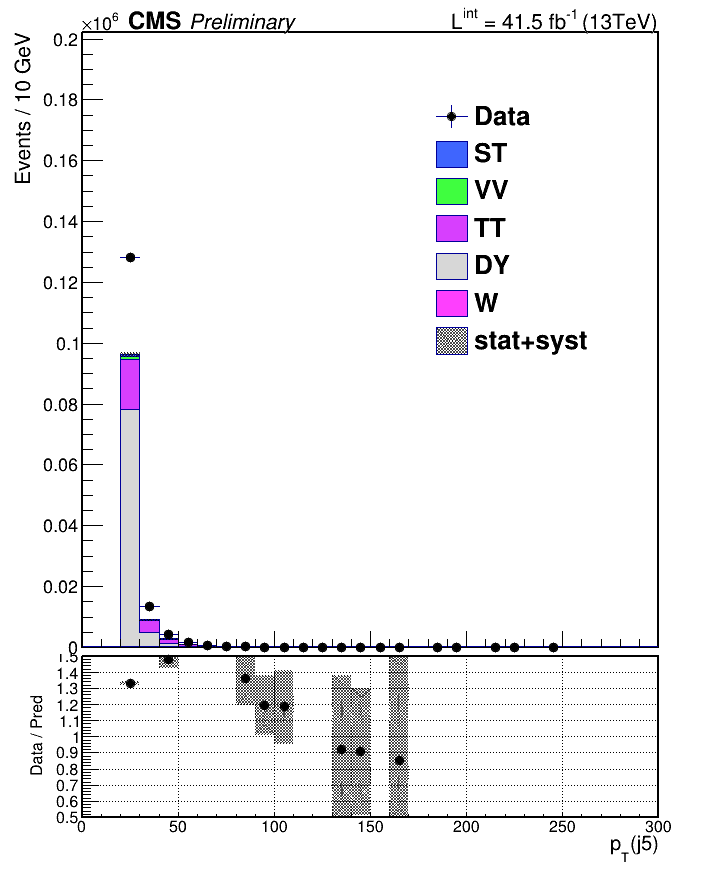 ×10⁶ CMS Preliminary L^int = 41.5 fb⁻¹ (13TeV)
Events / 10 GeV
0.2
0.18
0.16
0.14
0.12
0.1
0.08
0.06
0.04
0.02
0
Data
ST
VV
TT
DY
W
stat+syst
Data / Pred
1.5
1.4
1.3
1.2
1.1
1
0.9
0.8
0.7
0.6
0.5
0 50 100 150 200 250 300
p_T(j5)